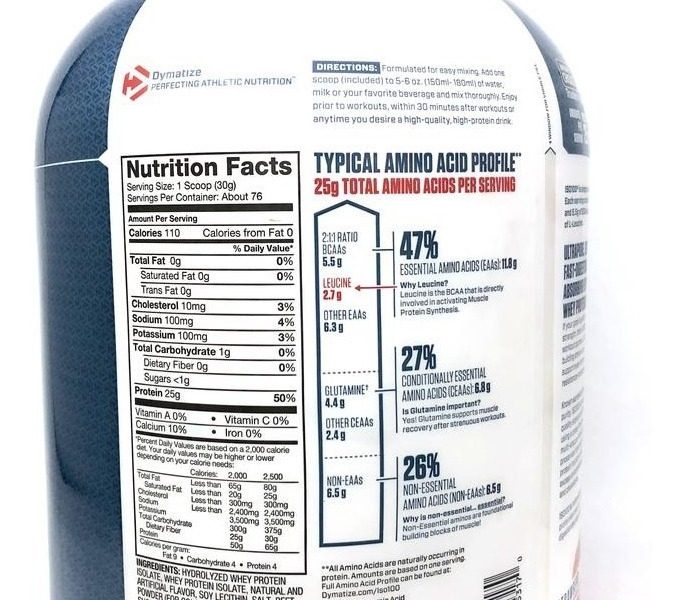 Dymatize
PERFECTING ATHLETIC NUTRITION™
DIRECTIONS: Formulated for easy mixing. Add one
scoop (included) to 5-6 oz. (150ml-180ml) of water,
milk or your favorite beverage and mix thoroughly. Enjoy
prior to workouts, within 30 minutes after workouts or
anytime you desire a high-quality, high-protein drink.
Nutrition Facts
Serving Size: 1 Scoop (30g)
Servings Per Container: About 76
Amount Per Serving
Calories 110 Calories from Fat 0
% Daily Value*
Total Fat 0g 0%
Saturated Fat 0g 0%
Trans Fat 0g
Cholesterol 10mg 3%
Sodium 100mg 4%
Potassium 100mg 3%
Total Carbohydrate 1g 0%
Dietary Fiber 0g 0%
Sugars <1g
Protein 25g 50%
Vitamin A 0% • Vitamin C 0%
Calcium 10% • Iron 0%
*Percent Daily Values are based on a 2,000 calorie
diet. Your daily values may be higher or lower
depending on your calorie needs:
Calories: 2,000 2,500
Total Fat Less than 65g 80g
Saturated Fat Less than 20g 25g
Cholesterol Less than 300mg 300mg
Sodium Less than 2,400mg 2,400mg
Potassium 3,500mg 3,500mg
Total Carbohydrate 300g 375g
Dietary Fiber 25g 30g
Protein 50g 65g
Calories per gram:
Fat 9 • Carbohydrate 4 • Protein 4
INGREDIENTS: HYDROLYZED WHEY PROTEIN
ISOLATE, WHEY PROTEIN ISOLATE, NATURAL AND
ARTIFICIAL FLAVOR, SOY LECITHIN, SALT,
TYPICAL AMINO ACID PROFILE**
25g TOTAL AMINO ACIDS PER SERVING
2:1:1 RATIO
BCAAs
5.5 g
LEUCINE
2.7 g
OTHER EAAs
6.3 g
47%
ESSENTIAL AMINO ACIDS (EAAs): 11.8 g
Why Leucine?
Leucine is the BCAA that is directly
involved in activating Muscle
Protein Synthesis.
GLUTAMINE†
4.4 g
OTHER CEAAs
2.4 g
27%
CONDITIONALLY ESSENTIAL
AMINO ACIDS (CEAAs): 6.8 g
Is Glutamine important?
Yes! Glutamine supports muscle
recovery after strenuous workouts.
NON-EAAs
6.5 g
26%
NON-ESSENTIAL
AMINO ACIDS (NON-EAAs): 6.5 g
Why is non-essential... essential?
Non-Essential aminos are foundational
building blocks of muscle!
**All Amino Acids are naturally occurring in
protein. Amounts are based on one serving.
Full Amino Acid Profile can be found at:
Dymatize.com/Iso100